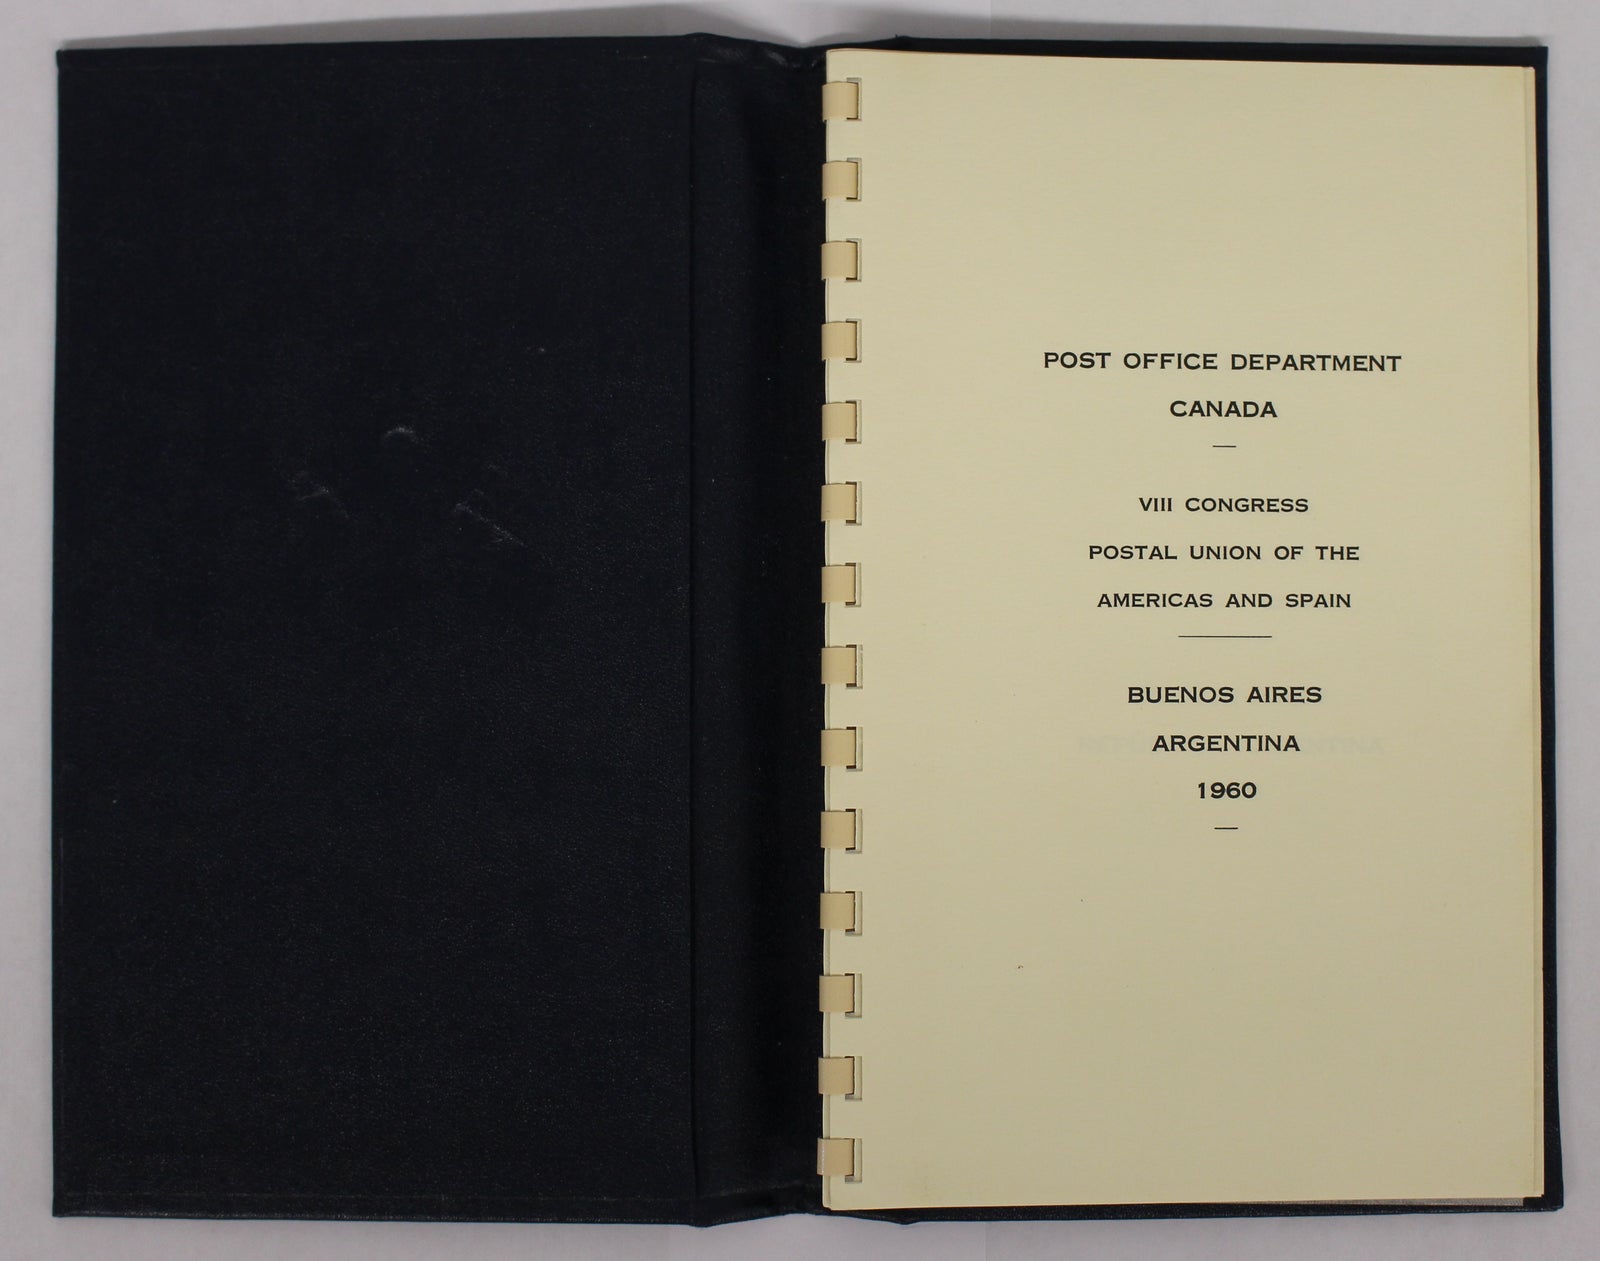 POST OFFICE DEPARTMENT
CANADA
VIII CONGRESS
POSTAL UNION OF THE
AMERICAS AND SPAIN
BUENOS AIRES
ARGENTINA
1960